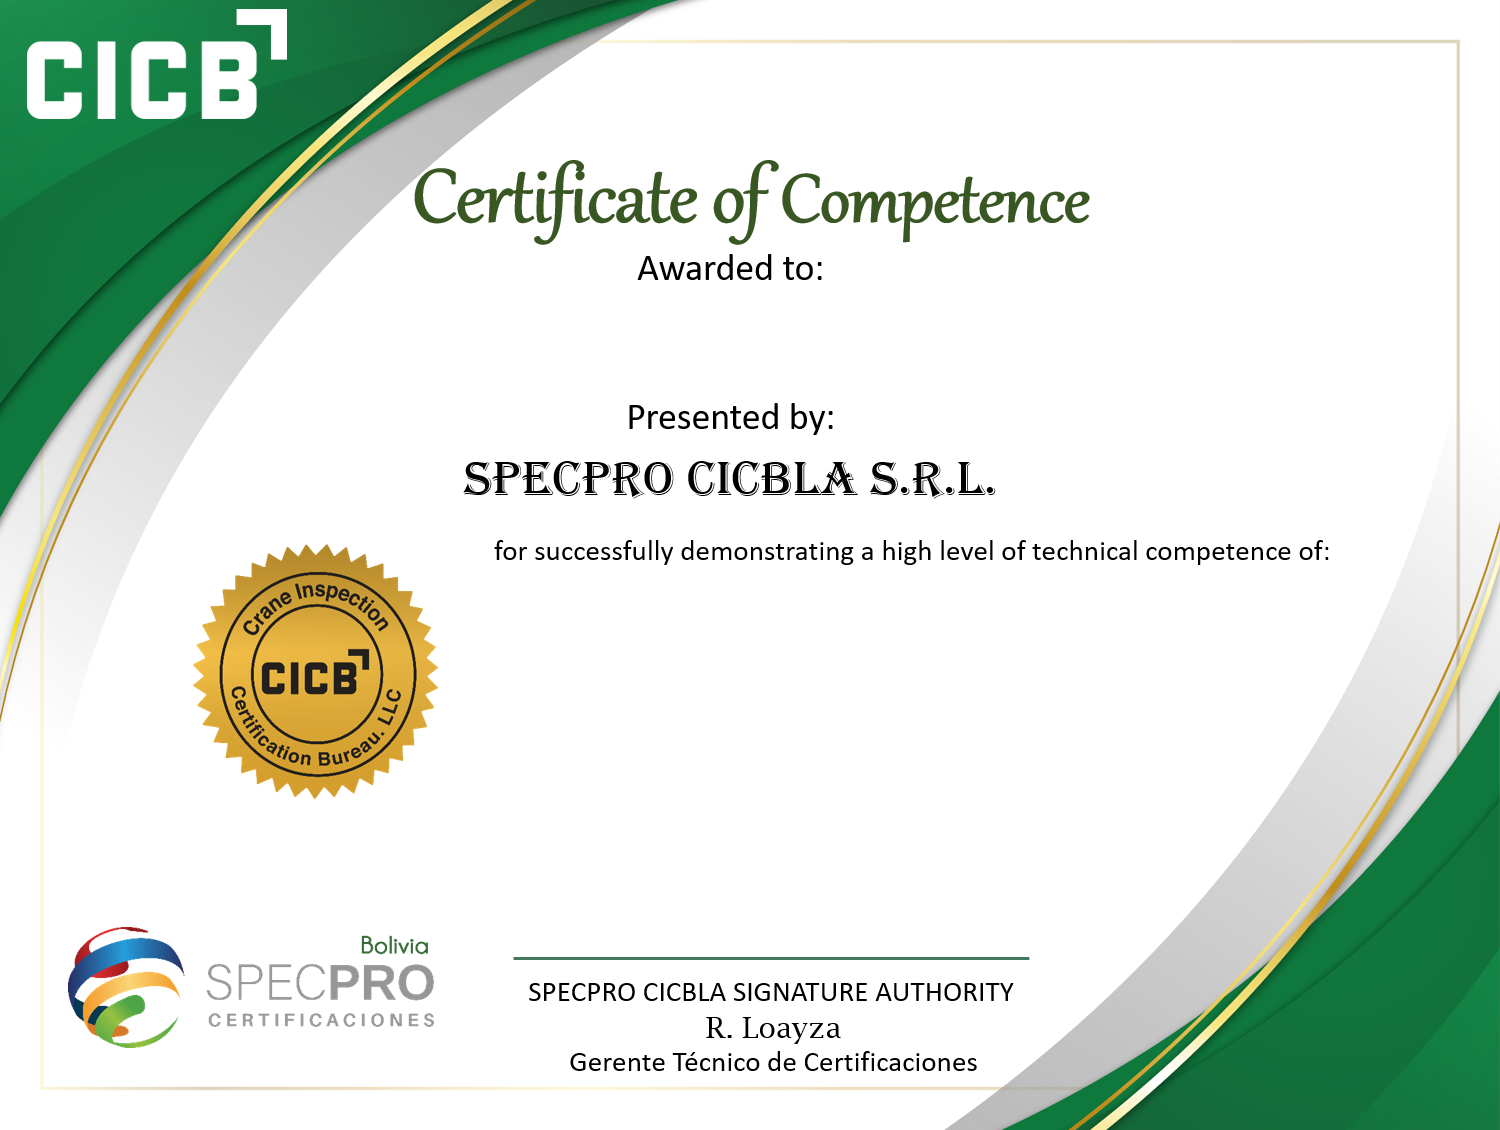 CICB
Certificate of Competence
Awarded to:
Presented by:
SPECPRO CICBLA S.R.L.
for successfully demonstrating a high level of technical competence of:
Crane Inspection
CICB
Certification Bureau. LLC
Bolivia
SPECPRO
CERTIFICACIONES
SPECPRO CICBLA SIGNATURE AUTHORITY
R. Loayza
Gerente Técnico de Certificaciones